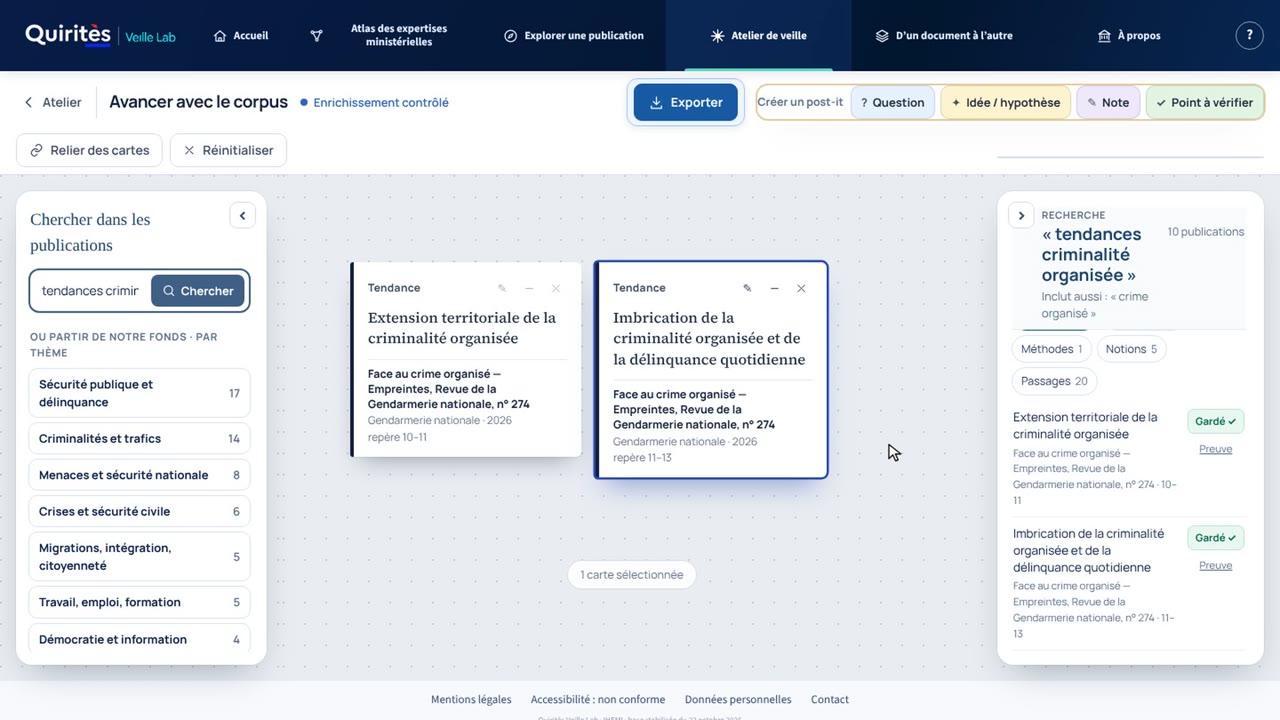 Quiritès | Veille Lab
Accueil
Atlas des expertises
ministérielles
Explorer une publication
Atelier de veille
D'un document à l'autre
À propos
?
Atelier
Avancer avec le corpus
Enrichissement contrôlé
Exporter
Créer un post-it
? Question
Idée / hypothèse
Note
Point à vérifier
Relier des cartes
Réinitialiser
Chercher dans les
publications
tendances crimir
Chercher
OU PARTIR DE NOTRE FONDS · PAR
THÈME
Sécurité publique et
délinquance
17
Criminalités et trafics 14
Menaces et sécurité nationale 8
Crises et sécurité civile 6
Migrations, intégration,
citoyenneté
5
Travail, emploi, formation 5
Démocratie et information 4
Tendance
Extension territoriale de la
criminalité organisée
Face au crime organisé —
Empreintes, Revue de la
Gendarmerie nationale, n° 274
Gendarmerie nationale · 2026
repère 10–11
Tendance
Imbrication de la
criminalité organisée et de
la délinquance quotidienne
Face au crime organisé —
Empreintes, Revue de la
Gendarmerie nationale, n° 274
Gendarmerie nationale · 2026
repère 11–13
1 carte sélectionnée
RECHERCHE
« tendances
criminalité
organisée »
10 publications
Inclut aussi : « crime
organisé »
Méthodes 1
Notions 5
Passages 20
Extension territoriale de la
criminalité organisée
Face au crime organisé —
Empreintes, Revue de la
Gendarmerie nationale, n° 274 · 10–
11
Gardé ✓
Preuve
Imbrication de la criminalité
organisée et de la
délinquance quotidienne
Face au crime organisé —
Empreintes, Revue de la
Gendarmerie nationale, n° 274 · 11–
13
Gardé ✓
Preuve
Mentions légales
Accessibilité : non conforme
Données personnelles
Contact